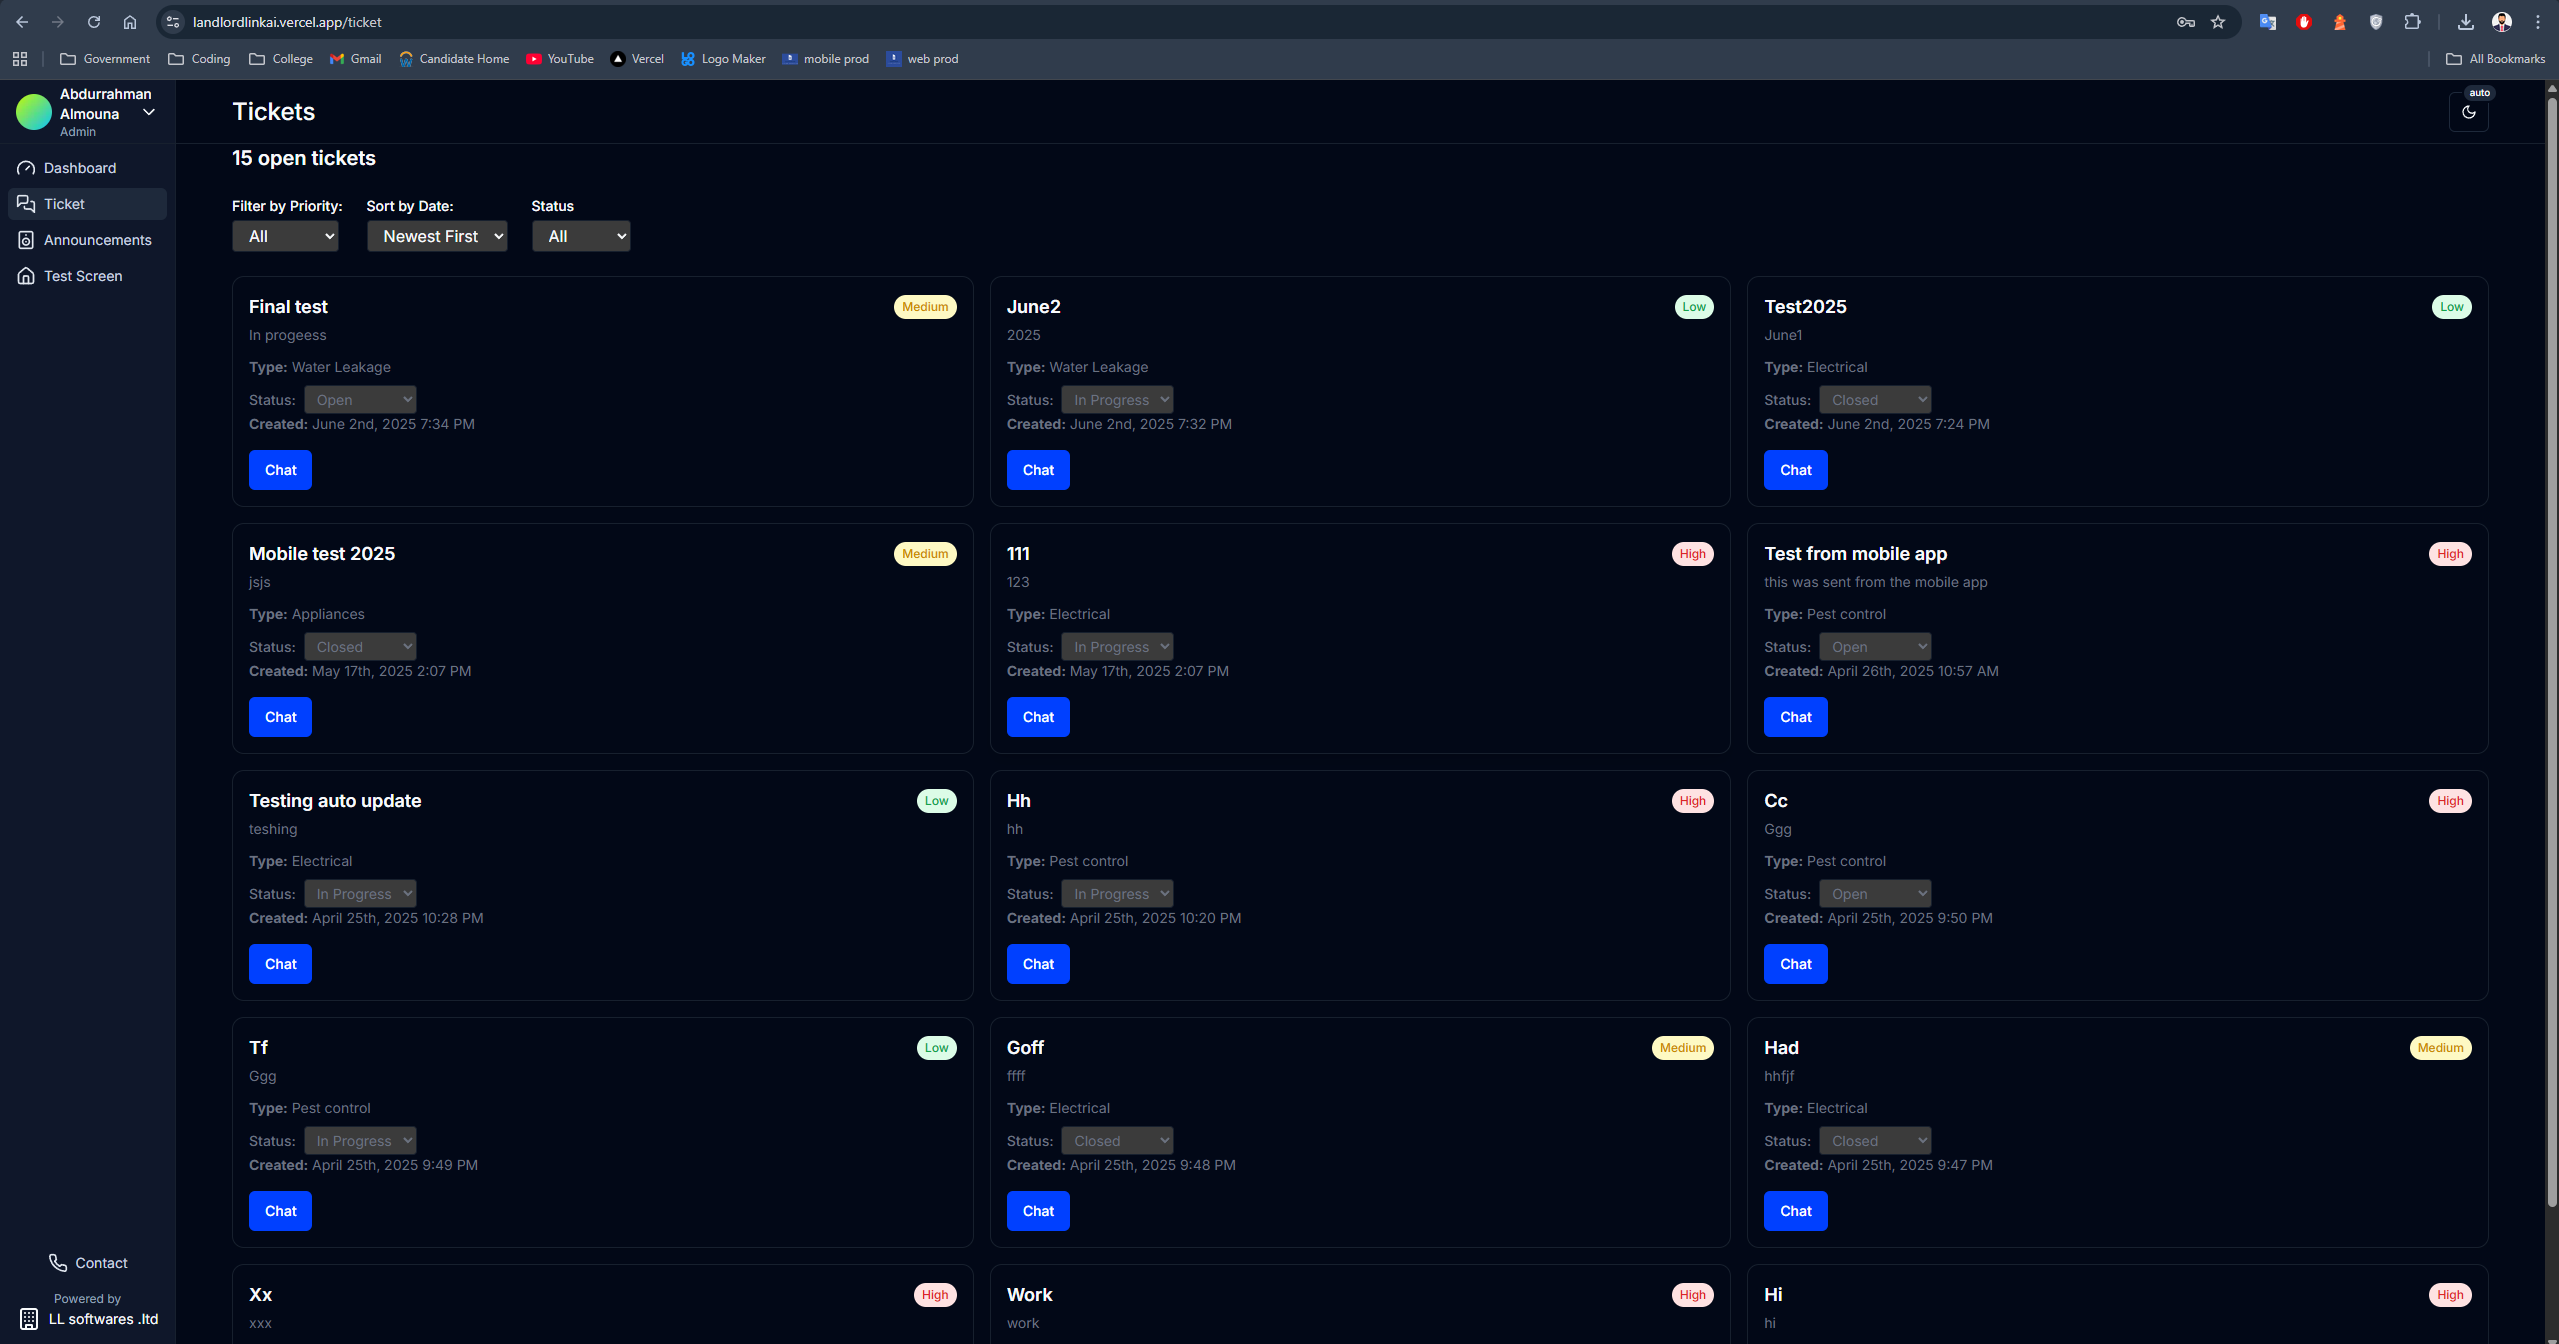 landlordlinkai.vercel.app/ticket
Government Coding College Gmail Candidate Home YouTube Vercel Logo Maker mobile prod web prod All Bookmarks
Abdurrahman
Almouna
Admin
Dashboard
Ticket
Announcements
Test Screen
Contact
Powered by
LL softwares .ltd
Tickets
auto
15 open tickets
Filter by Priority: Sort by Date: Status
All Newest First All
Final test Medium
In progeess
Type: Water Leakage
Status: Open
Created: June 2nd, 2025 7:34 PM
Chat
June2 Low
2025
Type: Water Leakage
Status: In Progress
Created: June 2nd, 2025 7:32 PM
Chat
Test2025 Low
June1
Type: Electrical
Status: Closed
Created: June 2nd, 2025 7:24 PM
Chat
Mobile test 2025 Medium
jsjs
Type: Appliances
Status: Closed
Created: May 17th, 2025 2:07 PM
Chat
111 High
123
Type: Electrical
Status: In Progress
Created: May 17th, 2025 2:07 PM
Chat
Test from mobile app High
this was sent from the mobile app
Type: Pest control
Status: Open
Created: April 26th, 2025 10:57 AM
Chat
Testing auto update Low
teshing
Type: Electrical
Status: In Progress
Created: April 25th, 2025 10:28 PM
Chat
Hh High
hh
Type: Pest control
Status: In Progress
Created: April 25th, 2025 10:20 PM
Chat
Cc High
Ggg
Type: Pest control
Status: Open
Created: April 25th, 2025 9:50 PM
Chat
Tf Low
Ggg
Type: Pest control
Status: In Progress
Created: April 25th, 2025 9:49 PM
Chat
Goff Medium
ffff
Type: Electrical
Status: Closed
Created: April 25th, 2025 9:48 PM
Chat
Had Medium
hhfjf
Type: Electrical
Status: Closed
Created: April 25th, 2025 9:47 PM
Chat
Xx High
xxx
Work High
work
Hi High
hi